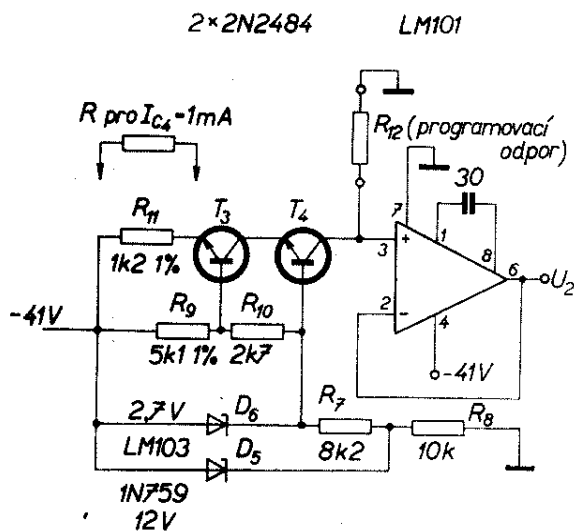 2×2N2484 LM101
R pro I_C4=1mA
R12 (programovací
odpor)
30
R11 T3 T4
7 1 8
3 + 6 U2
1k2 1%
2 − 4
R9 R10
-41V
5k1 1% 2k7
-41V
2,7V D6 R7 R8
LM103 D5 8k2 10k
1N759
12V